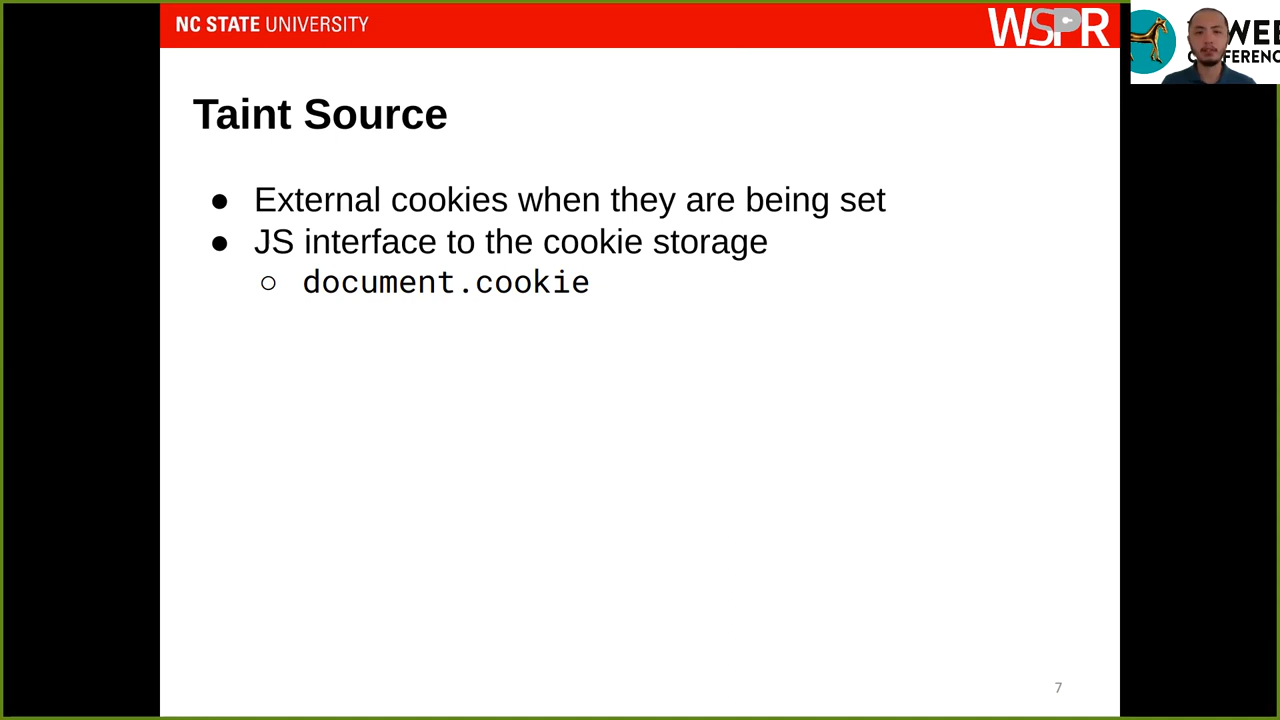 NC STATE UNIVERSITY
WSPR
Taint Source
● External cookies when they are being set
● JS interface to the cookie storage
○ document.cookie
7